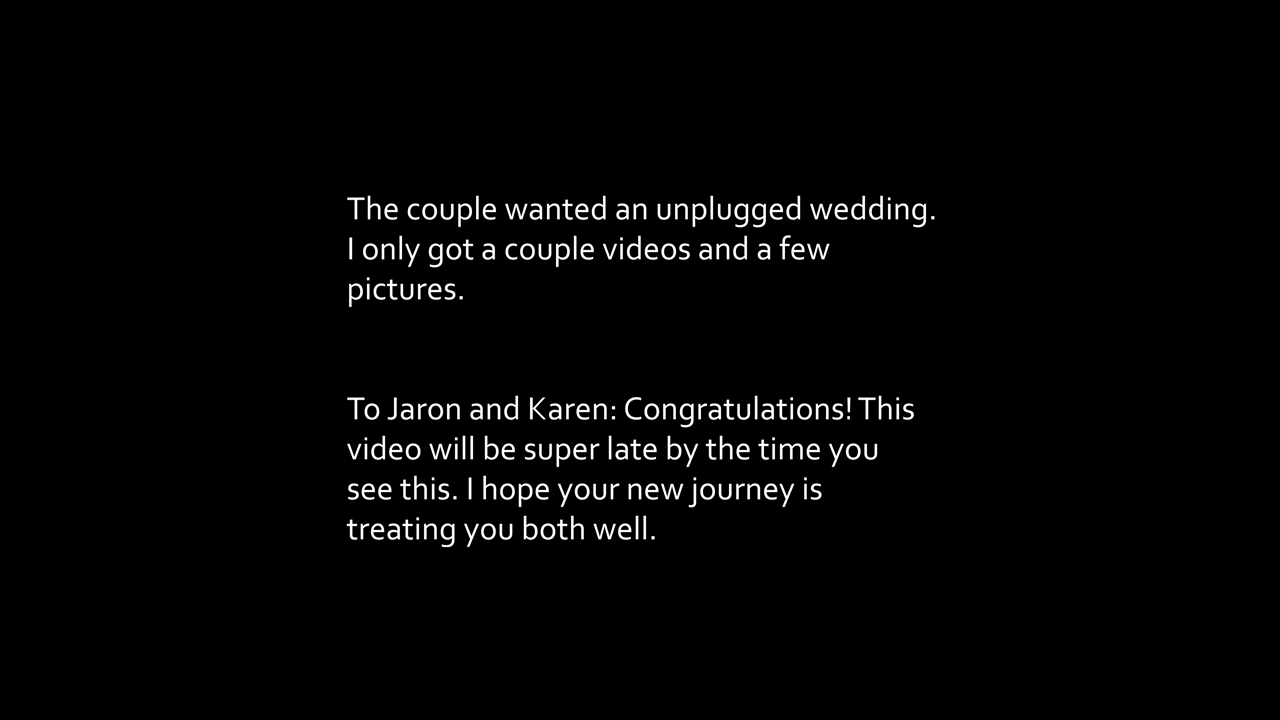 The couple wanted an unplugged wedding.
I only got a couple videos and a few
pictures.
To Jaron and Karen: Congratulations! This
video will be super late by the time you
see this. I hope your new journey is
treating you both well.